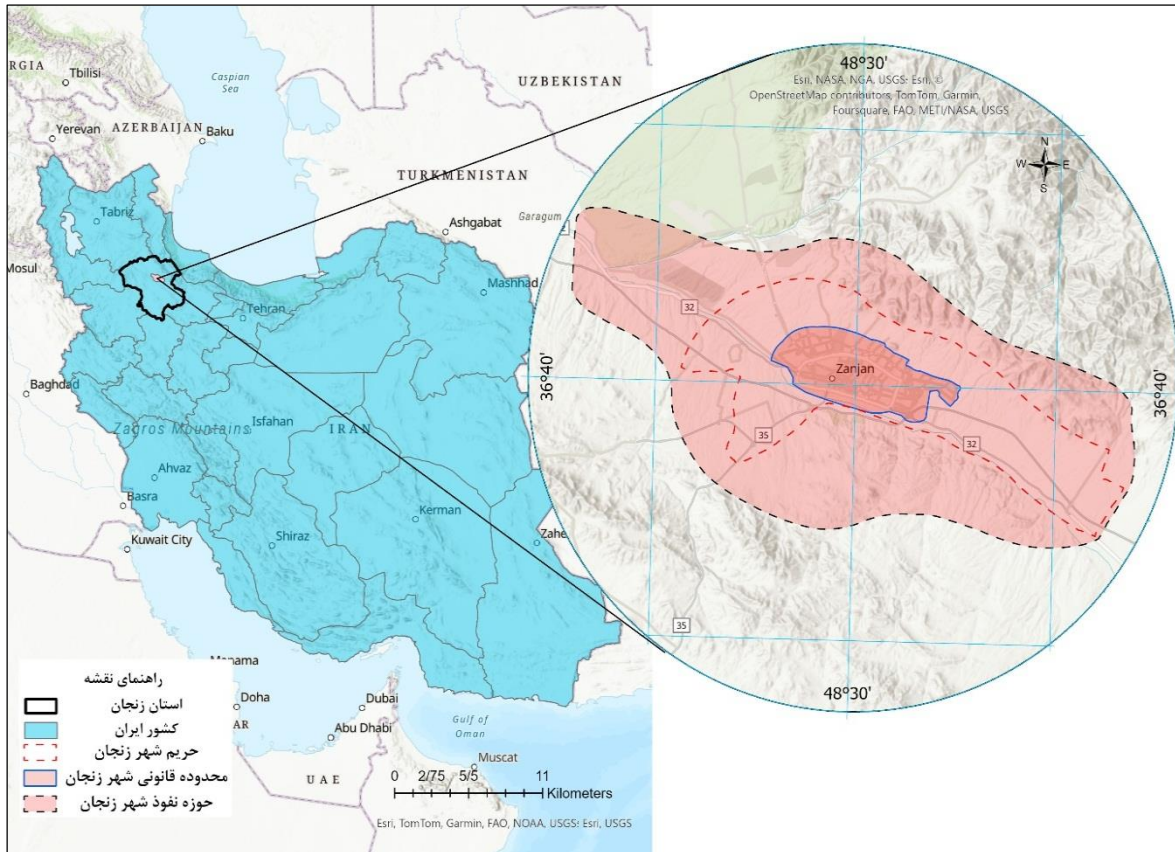 RGIA
Tbilisi
Caspian
Sea
UZBEKISTAN
Yerevan
AZERBAIJAN
Baku
TURKMENISTAN
Garagum
Ashgabat
Tabriz
Mosul
Mashhad
Tehran
Baghdad
Isfahan
IRAN
Zagros Mountains
Ahvaz
Basra
Kerman
Zahe
Kuwait City
Shiraz
Manama
Doha
Dubai
AR
Abu Dhabi
Gulf of
Oman
Muscat
UAE
0 2/75 5/5 11
Kilometers
Esri, TomTom, Garmin, FAO, NOAA, USGS: Esri, USGS
راهنمای نقشه
استان زنجان
کشور ایران
حریم شهر زنجان
محدوده قانونی شهر زنجان
حوزه نفوذ شهر زنجان
48°30'
Esri, NASA, NGA, USGS: Esri, ©
OpenStreetMap contributors, TomTom, Garmin,
Foursquare, FAO, METI/NASA, USGS
N
W E
S
32
Zanjan
36°40'
36°40'
35
32
35
48°30'